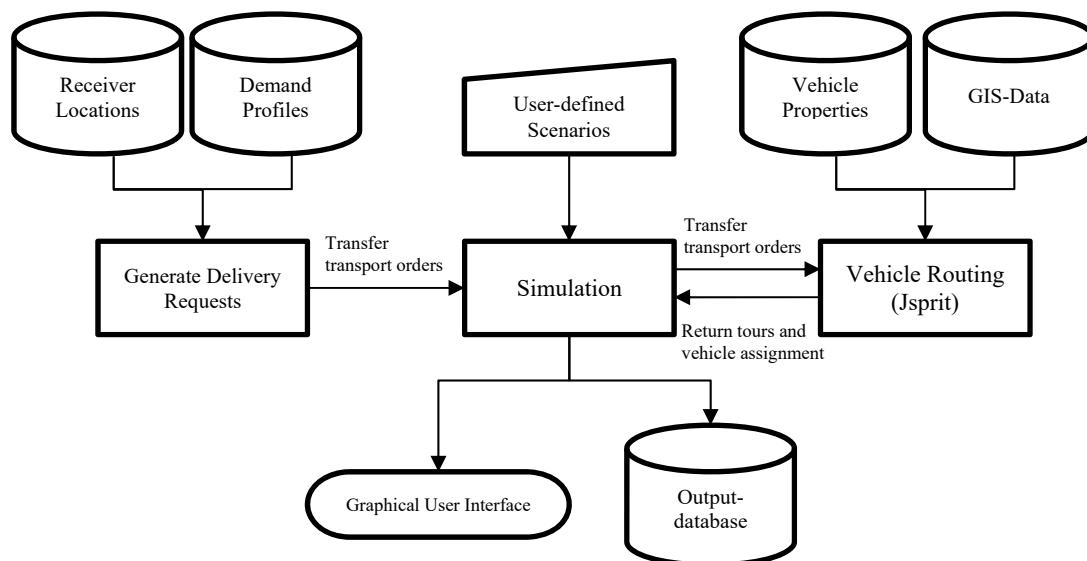 Receiver
Locations
Demand
Profiles
User-defined
Scenarios
Vehicle
Properties
GIS-Data
Generate Delivery
Requests
Transfer
transport orders
Simulation
Transfer
transport orders
Return tours and
vehicle assignment
Vehicle Routing
(Jsprit)
Graphical User Interface
Output-
database